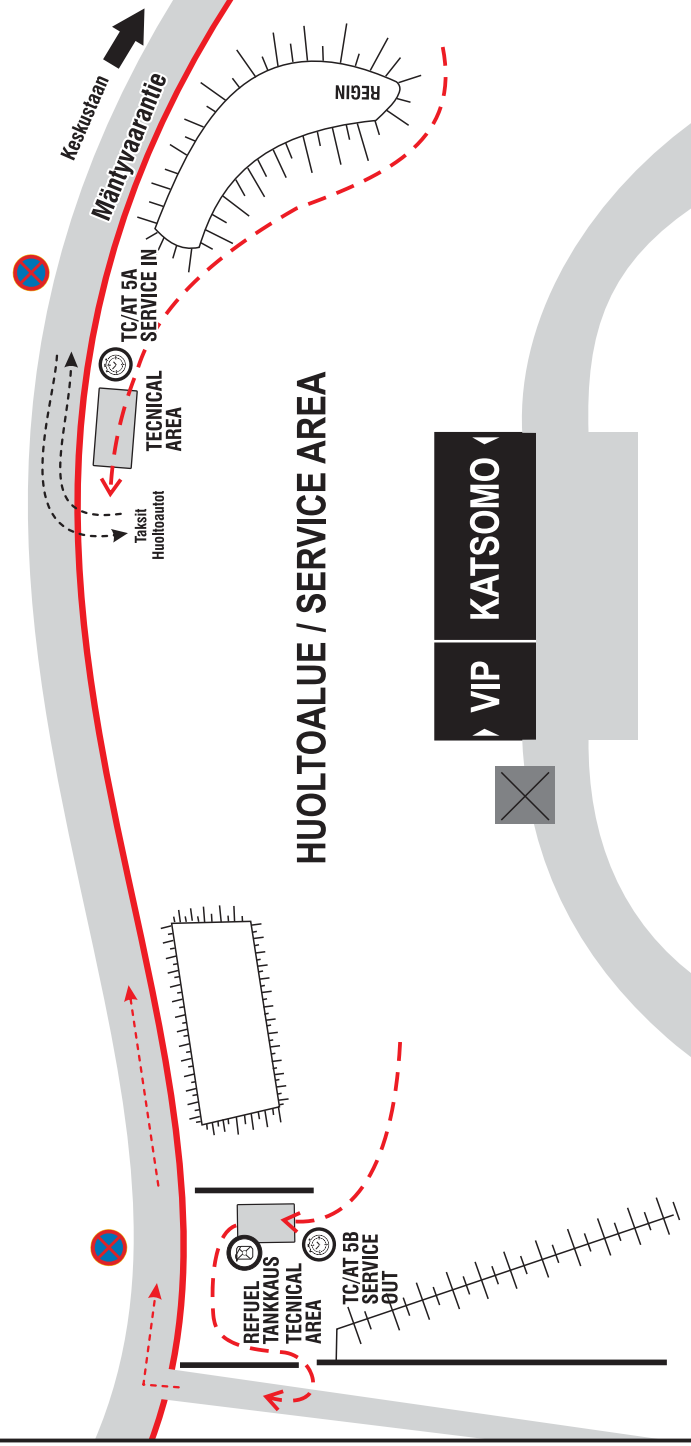 Keskustaan
Mäntyvaarantie
REGIN
TC/AT 5A
SERVICE IN
TECNICAL
AREA
Taksit
Huoltoautot
HUOLTOALUE / SERVICE AREA
VIP
KATSOMO
REFUEL
TANKKAUS
TECNICAL
AREA
TC/AT 5B
SERVICE
OUT